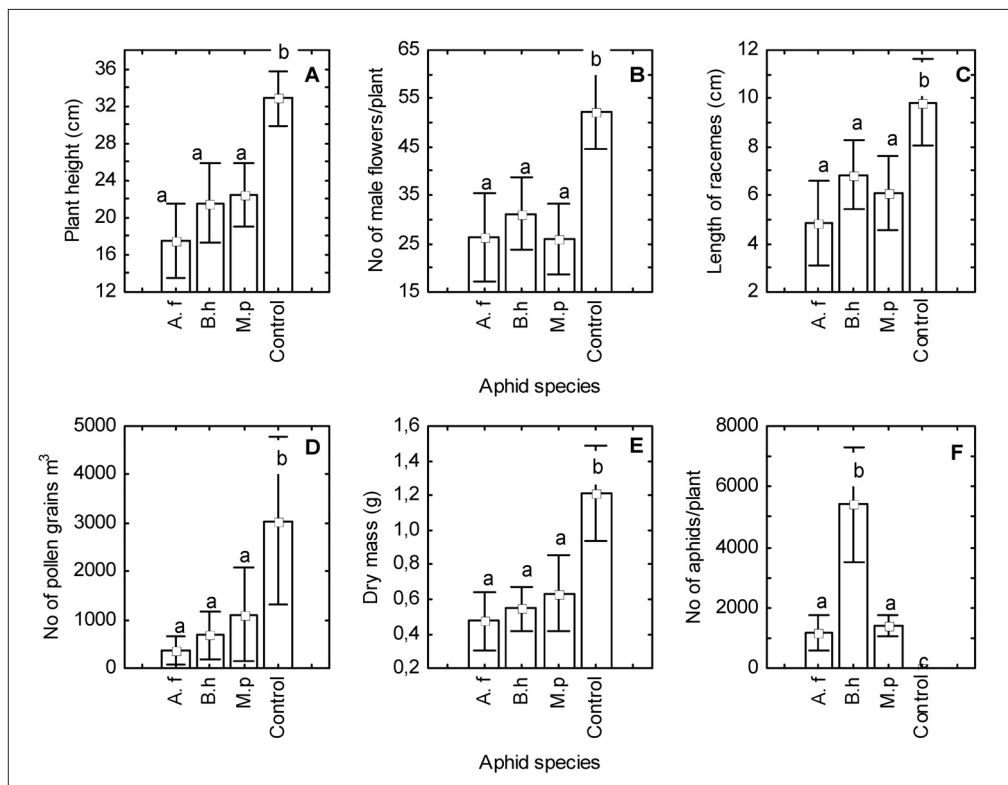 A
Plant height (cm)
36
32
26
22
16
12
a
a
a
b
A. f
B.h
M.p
Control
B
No of male flowers/plant
65
55
45
35
25
15
a
a
a
b
A. f
B.h
M.p
Control
C
Length of racemes (cm)
12
10
8
6
4
2
a
a
a
b
A. f
B.h
M.p
Control
Aphid species
D
No of pollen grains m³
5000
4000
3000
2000
1000
0
a
a
a
b
A. f
B.h
M.p
Control
E
Dry mass (g)
1,6
1,4
1,2
1,0
0,8
0,6
0,4
0,2
a
a
a
b
A. f
B.h
M.p
Control
F
No of aphids/plant
8000
6000
4000
2000
0
a
b
a
c
A. f
B.h
M.p
Control
Aphid species